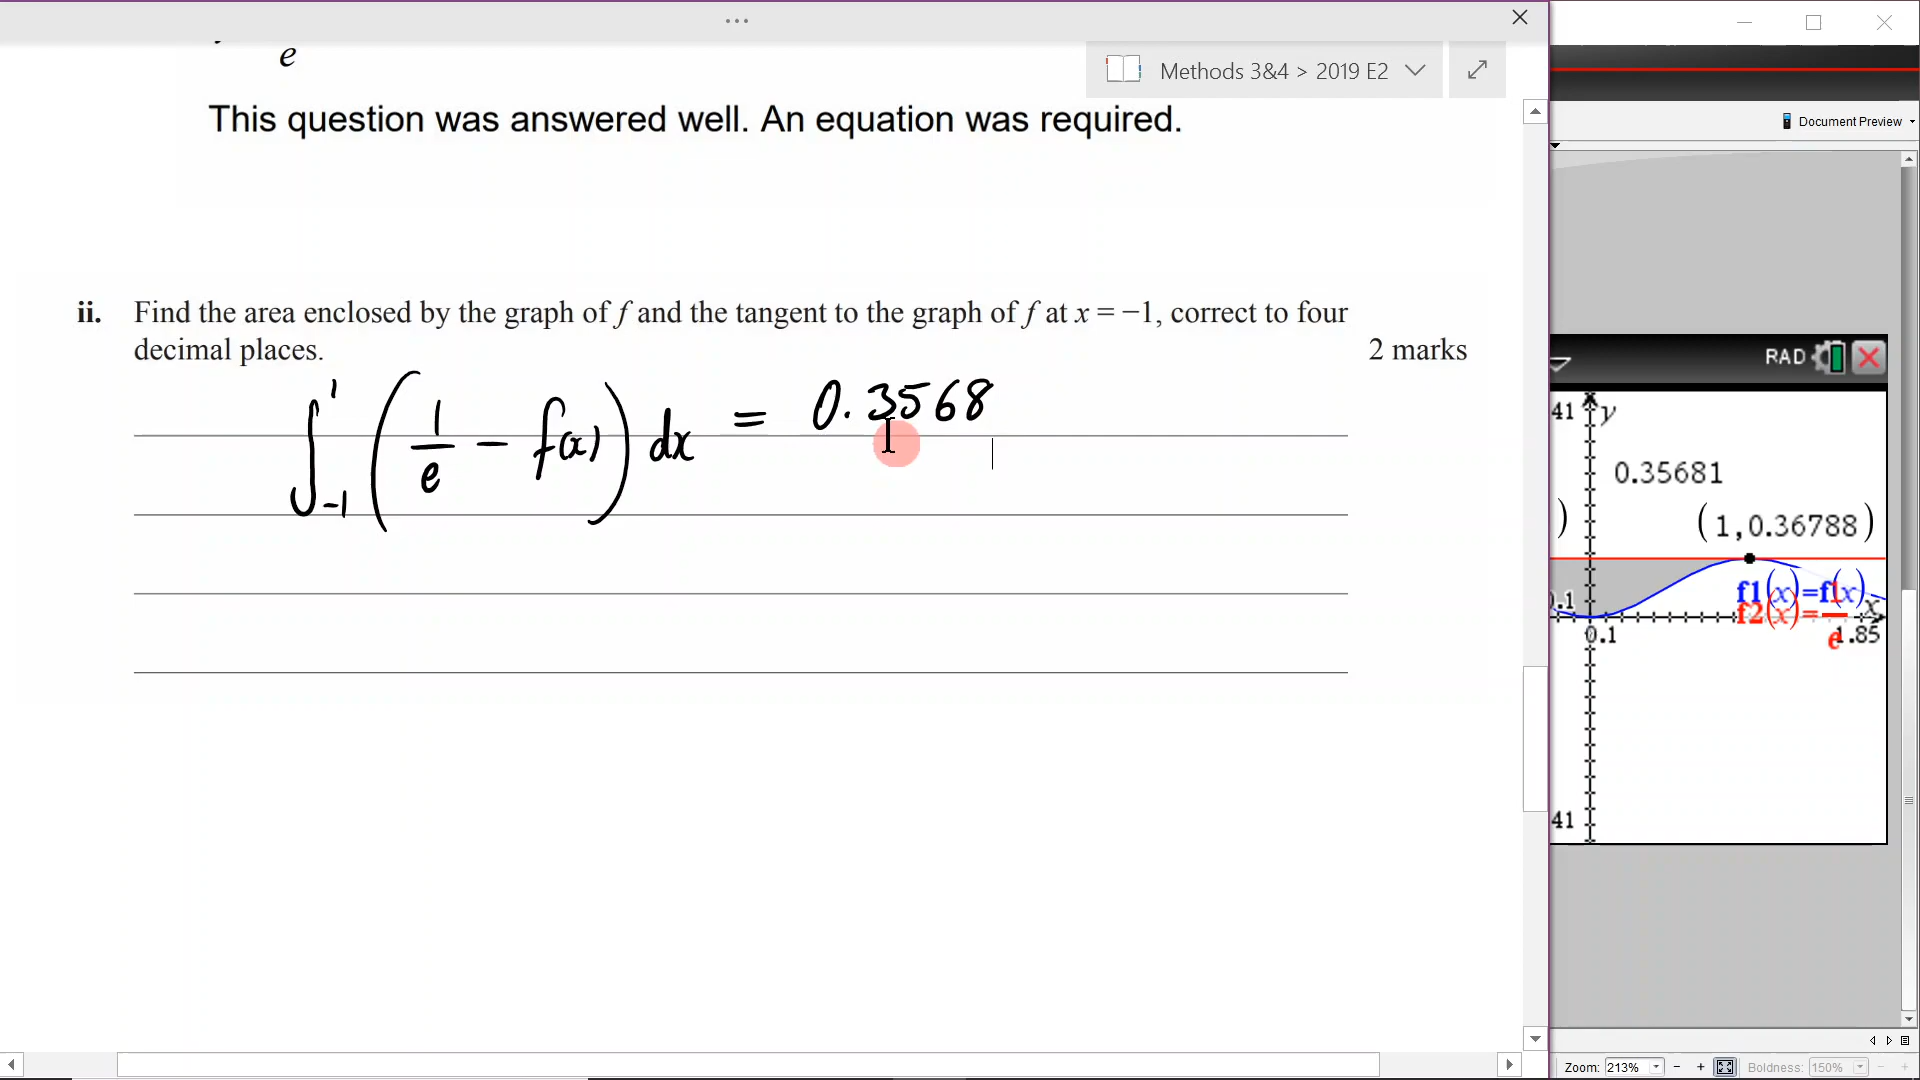 e
Methods 3&4 > 2019 E2
This question was answered well. An equation was required.
Document Preview
ii. Find the area enclosed by the graph of f and the tangent to the graph of f at x = −1, correct to four
decimal places.
2 marks
∫₋₁¹ (1/e − f(x)) dx = 0.3568
RAD
41
y
0.35681
(1,0.36788)
)
0.1
f1(x)=f(x)
f2(x)=1/e
x
0.1
1.85
41
Zoom: 213%
Boldness: 150%